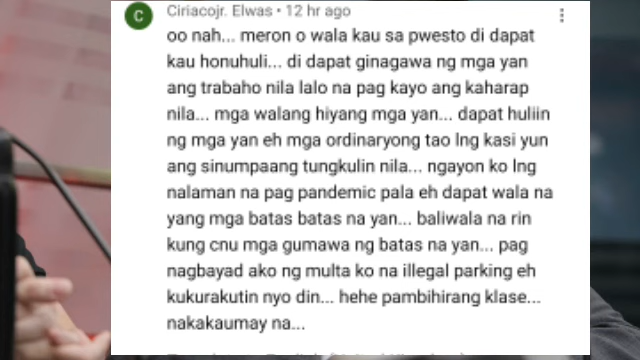 C
Ciriacojr. Elwas • 12 hr ago
oo nah... meron o wala kau sa pwesto di dapat
kau honuhuli... di dapat ginagawa ng mga yan
ang trabaho nila lalo na pag kayo ang kaharap
nila... mga walang hiyang mga yan... dapat huliin
ng mga yan eh mga ordinaryong tao lng kasi yun
ang sinumpaang tungkulin nila... ngayon ko lng
nalaman na pag pandemic pala eh dapat wala na
yang mga batas batas na yan... baliwala na rin
kung cnu mga gumawa ng batas na yan... pag
nagbayad ako ng multa ko na illegal parking eh
kukurakutin nyo din... hehe pambihirang klase...
nakakaumay na...